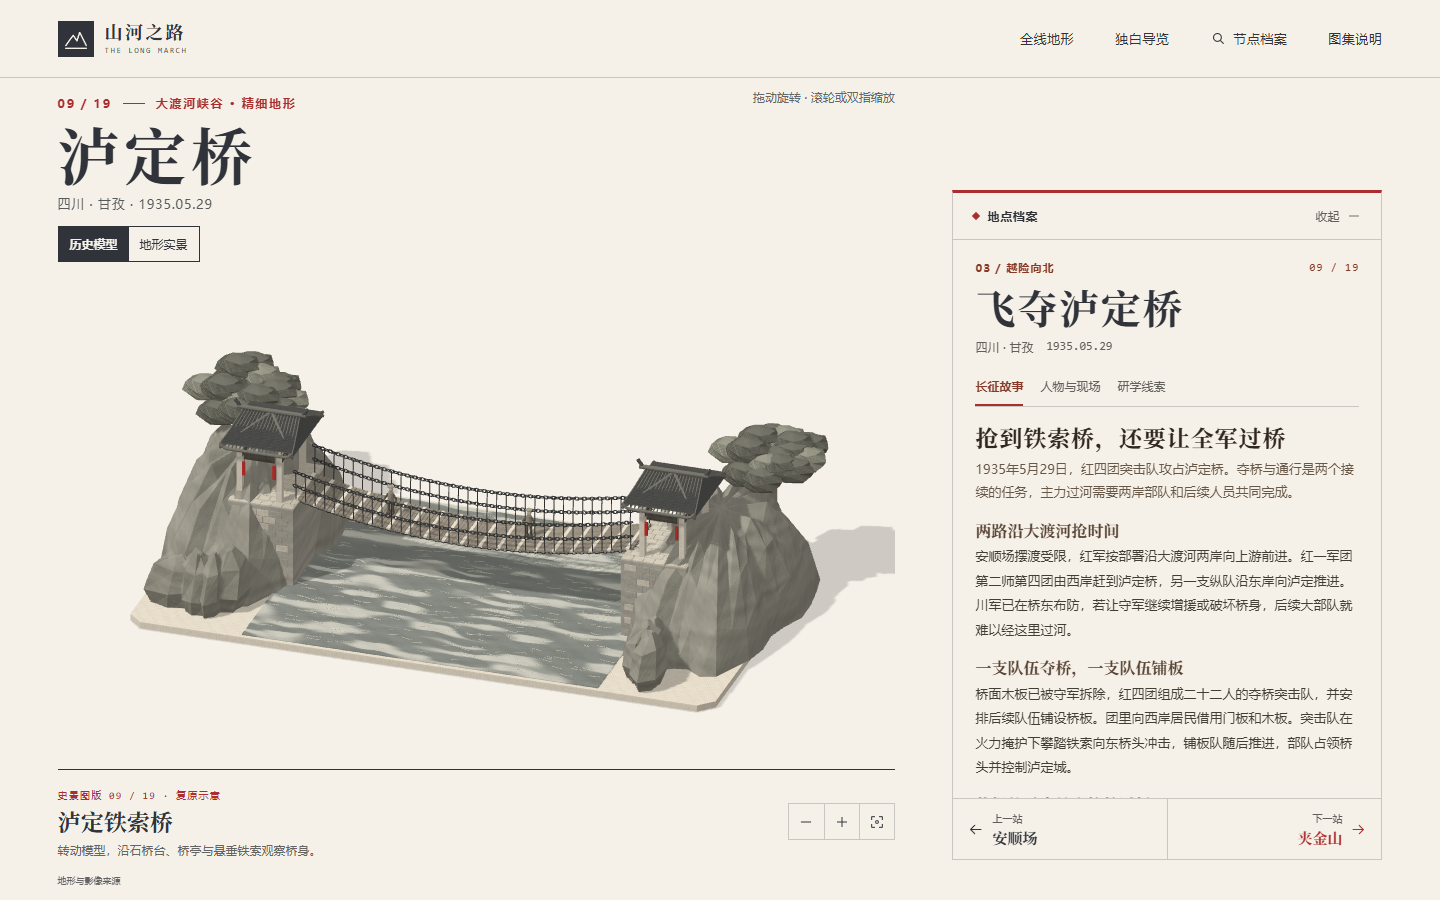 山河之路
THE LONG MARCH
全线地形
独白导览
节点档案
图集说明
09 / 19 — 大渡河峡谷 • 精细地形
拖动旋转 · 滚轮或双指缩放
泸定桥
四川 · 甘孜 · 1935.05.29
历史模型
地形实景
地点档案
收起
03 / 越险向北
09 / 19
飞夺泸定桥
四川 · 甘孜 1935.05.29
长征故事
人物与现场
研学线索
抢到铁索桥，还要让全军过桥
1935年5月29日，红四团突击队攻占泸定桥。夺桥与通行是两个接
续的任务，主力过河需要两岸部队和后续人员共同完成。
两路沿大渡河抢时间
安顺场摆渡受限，红军按部署沿大渡河两岸向上游前进。红一军团
第二师第四团由西岸赶到泸定桥，另一支纵队沿东岸向泸定推进。
川军已在桥东布防，若让守军继续增援或破坏桥身，后续大部队就
难以经这里过河。
一支队伍夺桥，一支队伍铺板
桥面木板已被守军拆除，红四团组成二十二人的夺桥突击队，并安
排后续队伍铺设桥板。团里向西岸居民借用门板和木板。突击队在
火力掩护下攀踏铁索向东桥头冲击，铺板队随后推进，部队占领桥
头并控制泸定城。
上一站
安顺场
下一站
夹金山
史景图版 09 / 19 · 复原示意
泸定铁索桥
转动模型，沿石桥台、桥亭与悬垂铁索观察桥身。
地形与影像来源